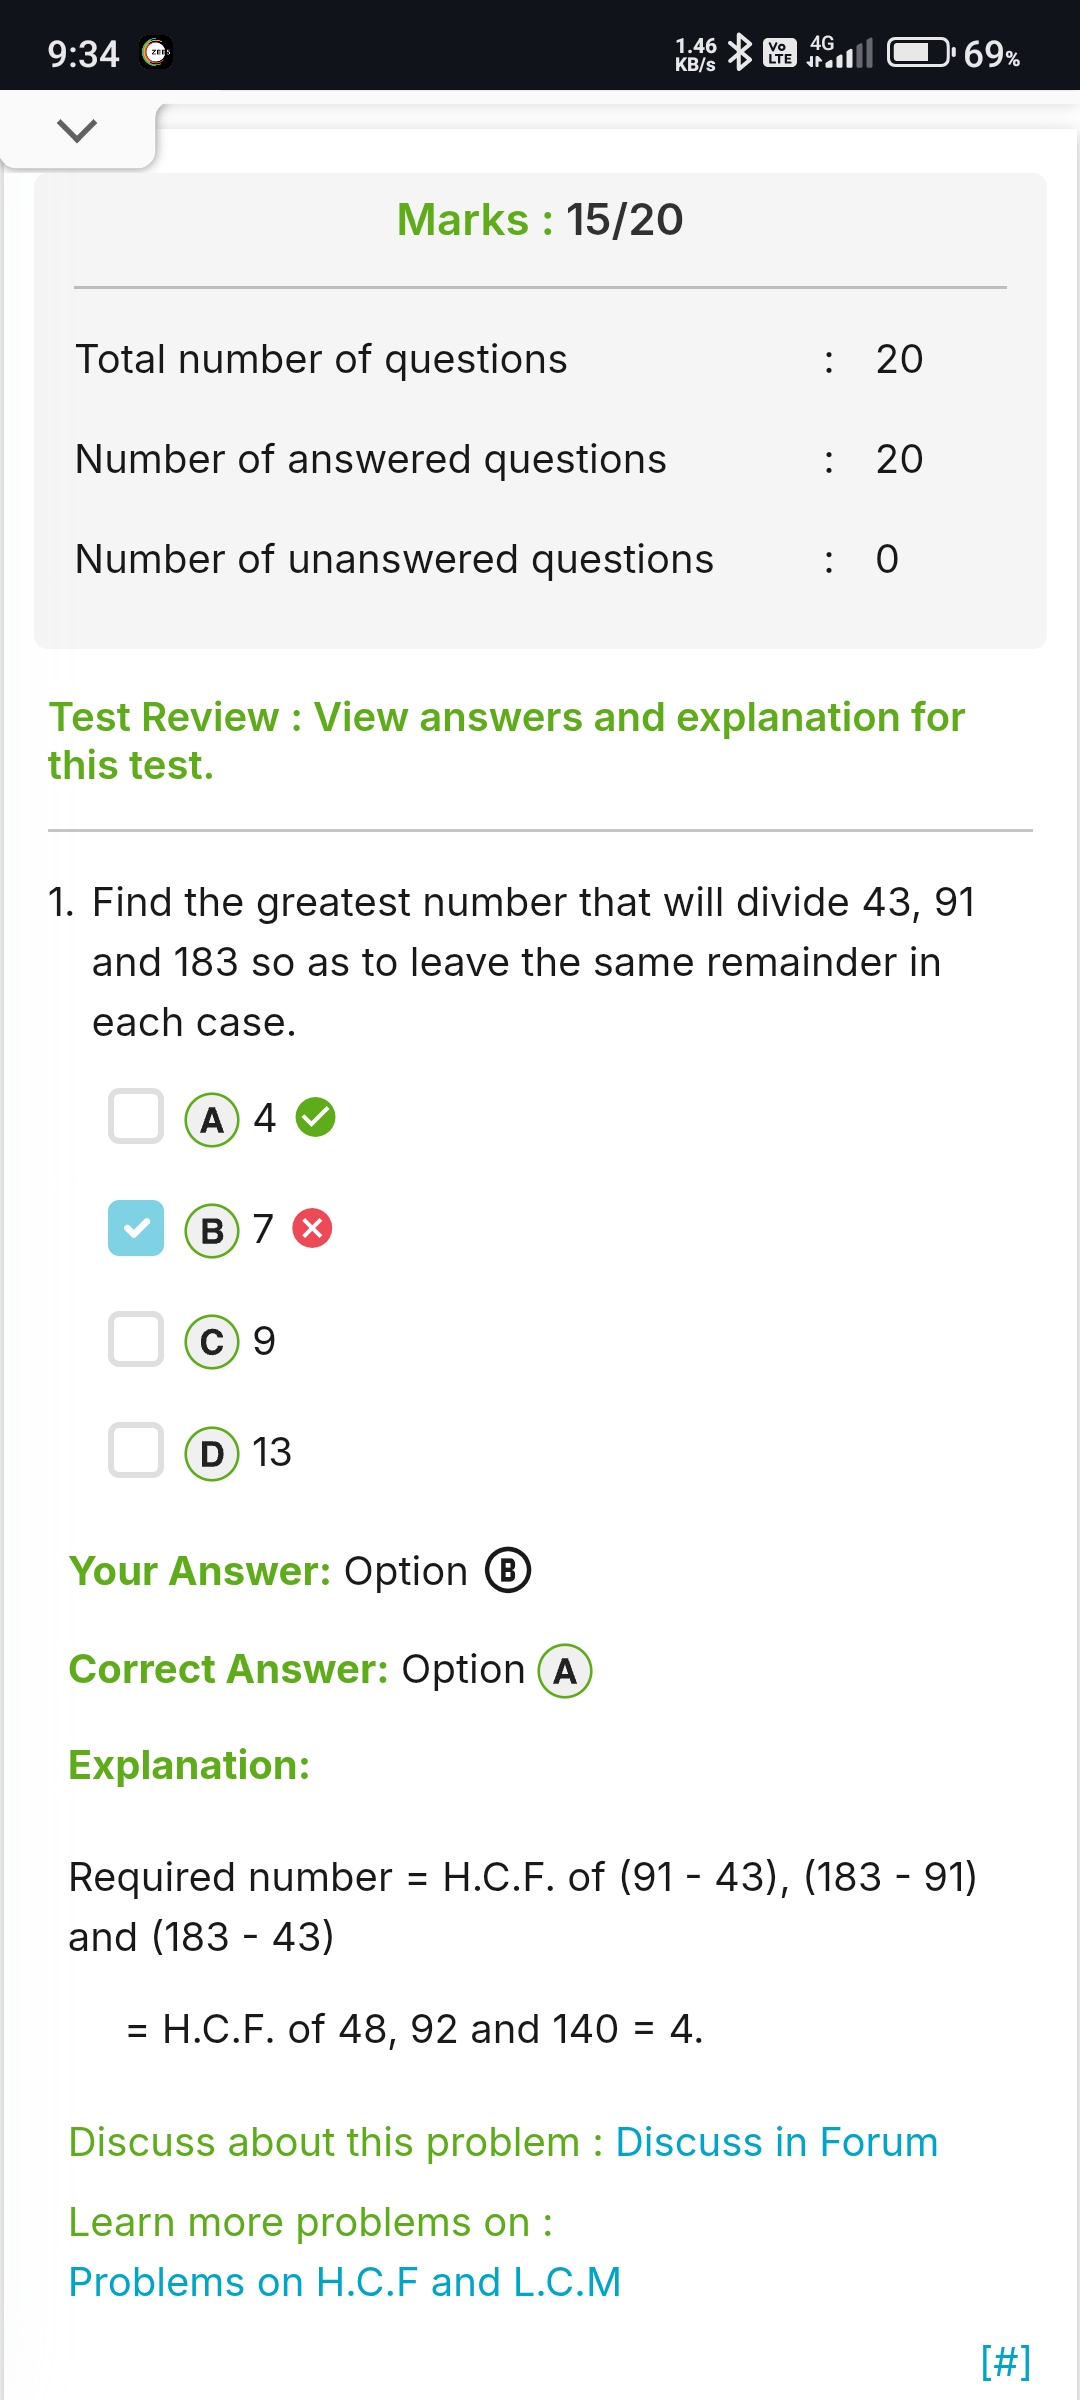 9:34 ZEE5 1.46 KB/s Vo LTE 4G 69%
Marks : 15/20
Total number of questions : 20
Number of answered questions : 20
Number of unanswered questions : 0
Test Review : View answers and explanation for
this test.
1. Find the greatest number that will divide 43, 91
and 183 so as to leave the same remainder in
each case.
A 4
B 7
C 9
D 13
Your Answer: Option B
Correct Answer: Option A
Explanation:
Required number = H.C.F. of (91 - 43), (183 - 91)
and (183 - 43)
= H.C.F. of 48, 92 and 140 = 4.
Discuss about this problem : Discuss in Forum
Learn more problems on :
Problems on H.C.F and L.C.M
[#]